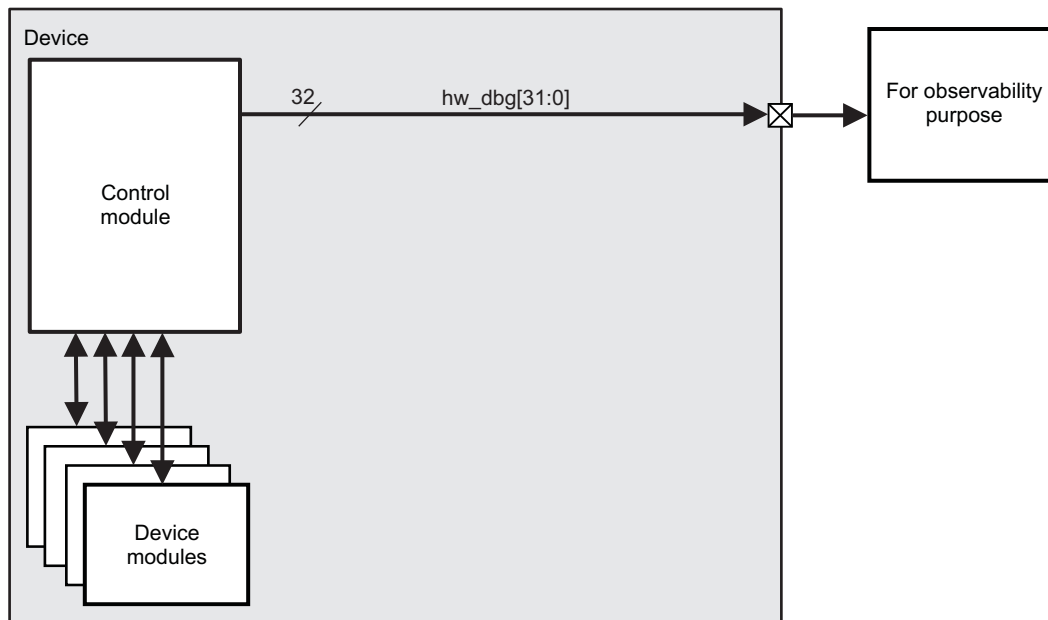 Device
32
hw_dbg[31:0]
For observability
purpose
Control
module
Device
modules